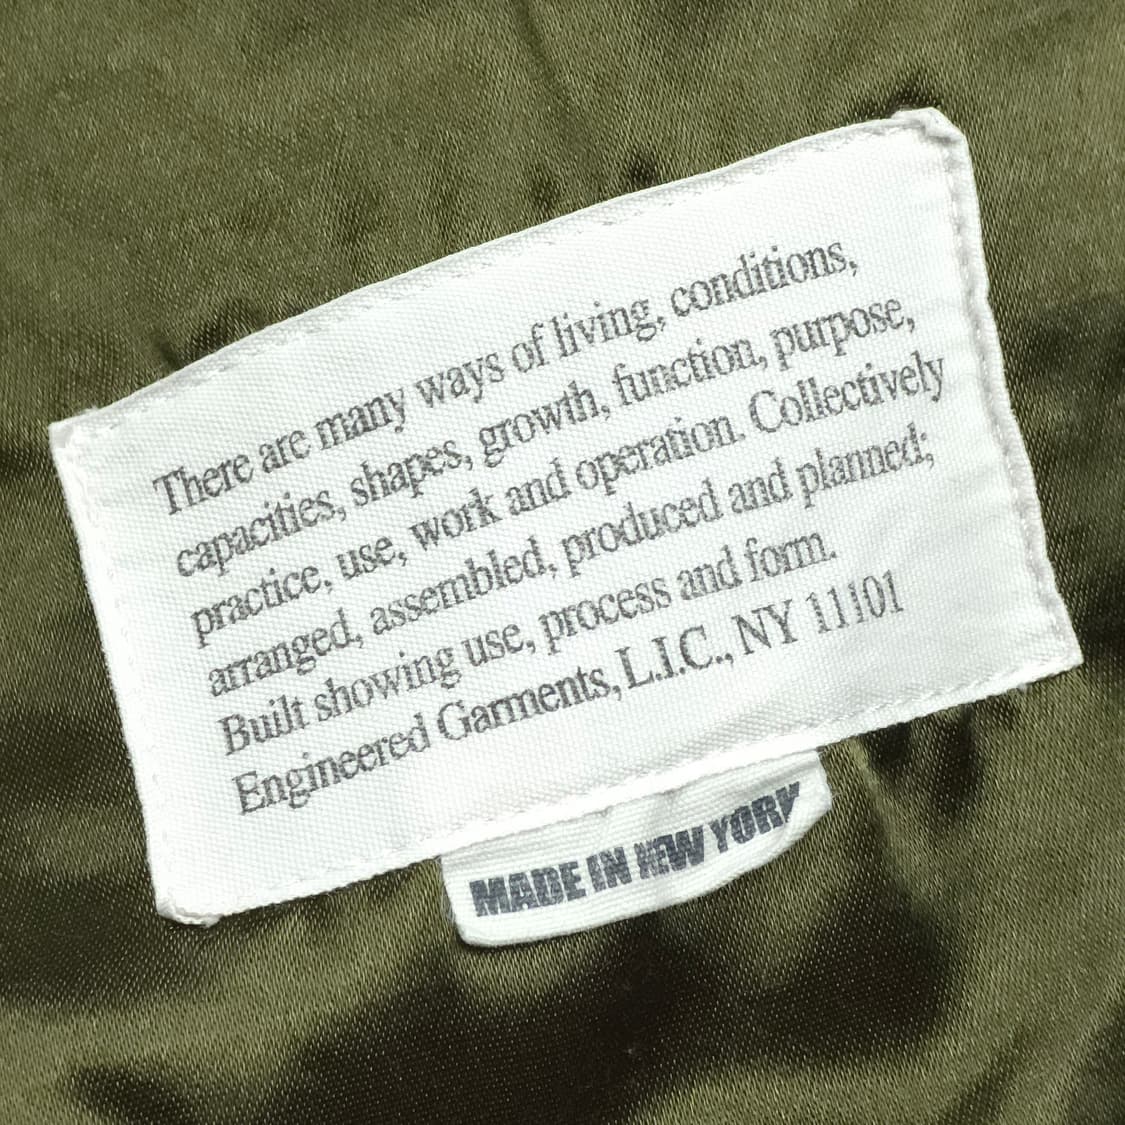 There are many ways of living, conditions,
capacities, shapes, growth, function, purpose,
practice, use, work and operation. Collectively
arranged, assembled, produced and planned;
Built showing use, process and form.
Engineered Garments, L.I.C., NY 11101
MADE IN NEW YORK